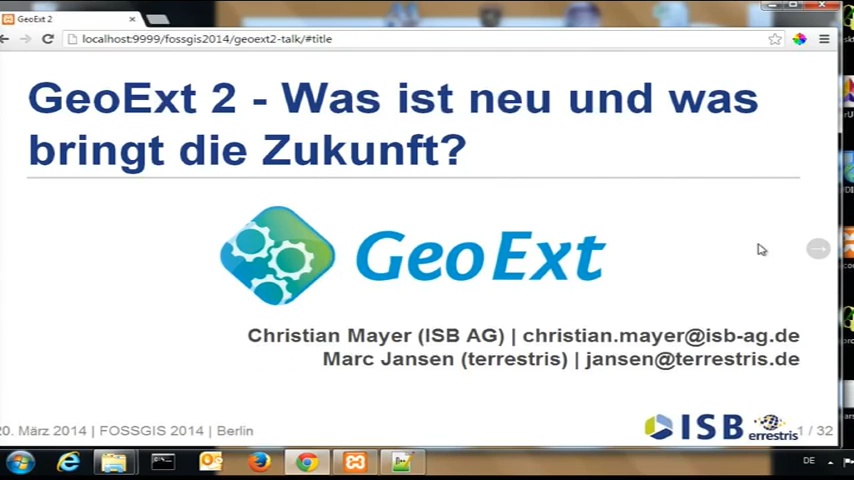 GeoExt 2
localhost:9999/fossgis2014/geoext2-talk/#title
GeoExt 2 - Was ist neu und was
bringt die Zukunft?
GeoExt
Christian Mayer (ISB AG) | christian.mayer@isb-ag.de
Marc Jansen (terrestris) | jansen@terrestris.de
20. März 2014 | FOSSGIS 2014 | Berlin
ISB
terrestris
1 / 32
DE